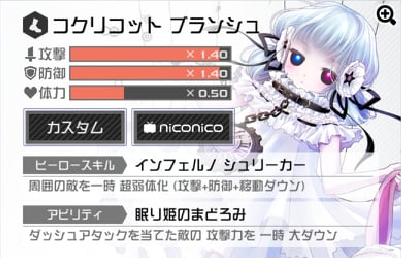 コクリコット ブランシュ
攻撃 × 1.40
防御 × 1.40
体力 × 0.50
カスタム niconico
ヒーロースキル インフェルノ シュリーカー
周囲の敵を一時 超弱体化 (攻撃+防御+移動ダウン)
アビリティ 眠り姫のまどろみ
ダッシュアタックを当てた敵の 攻撃力を 一時 大ダウン